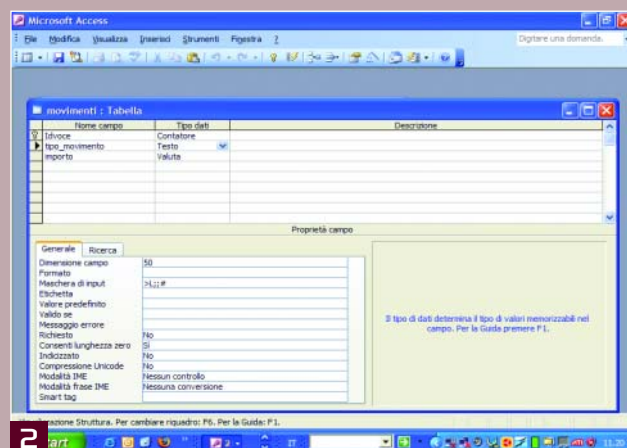 Microsoft Access
File Modifica Visualizza Inserisci Strumenti Finestra ?
Digitare una domanda.
movimenti : Tabella
Nome campo Tipo dati Descrizione
Idvoce Contatore
tipo_movimento Testo
importo Valuta
Proprietà campo
Generale Ricerca
Dimensione campo 50
Formato
Maschera di input >L;;#
Etichetta
Valore predefinito
Valido se
Messaggio errore
Richiesto No
Consenti lunghezza zero Sì
Indicizzato No
Compressione Unicode No
Modalità IME Nessun controllo
Modalità frase IME Nessuna conversione
Smart tag
Il tipo di dati determina il tipo di valori memorizzabili nel
campo. Per la Guida premere F1.
Struttura. Per cambiare riquadro: F6. Per la Guida: F1.
2
start 2 IT 11.20